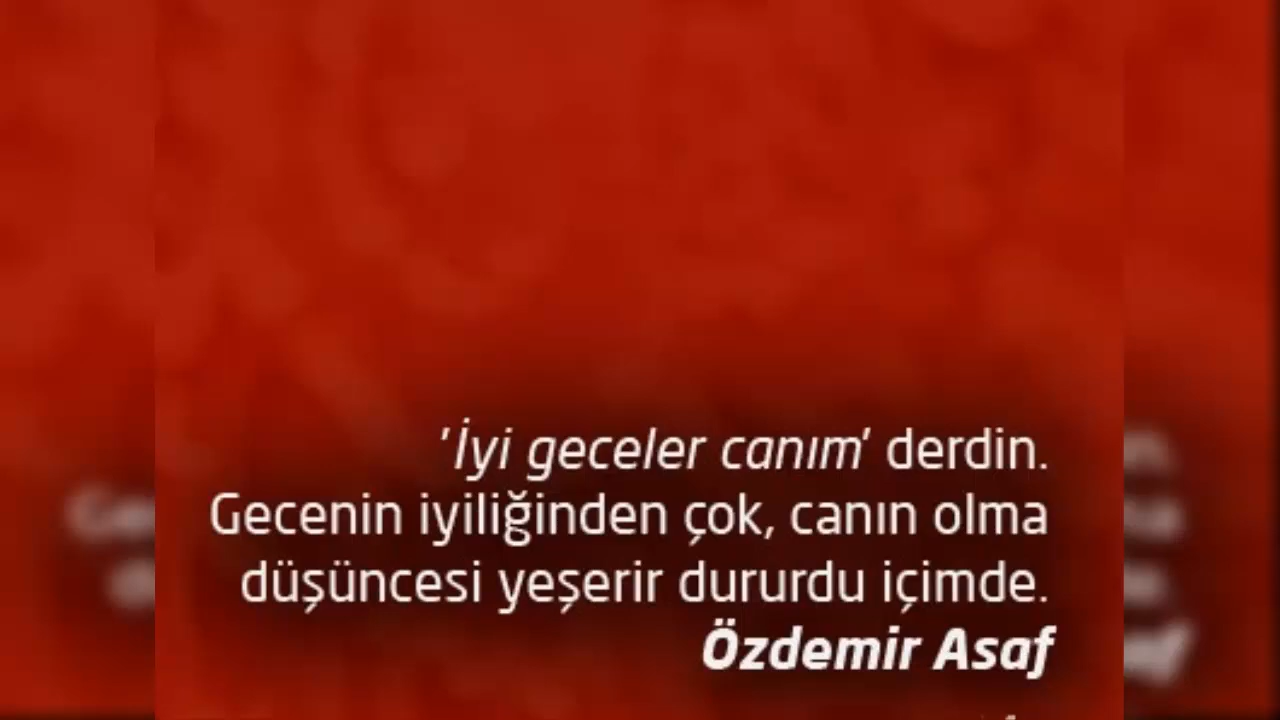 'İyi geceler canım' derdin.
Gecenin iyiliğinden çok, canın olma
düşüncesi yeşerir dururdu içimde.
Özdemir Asaf